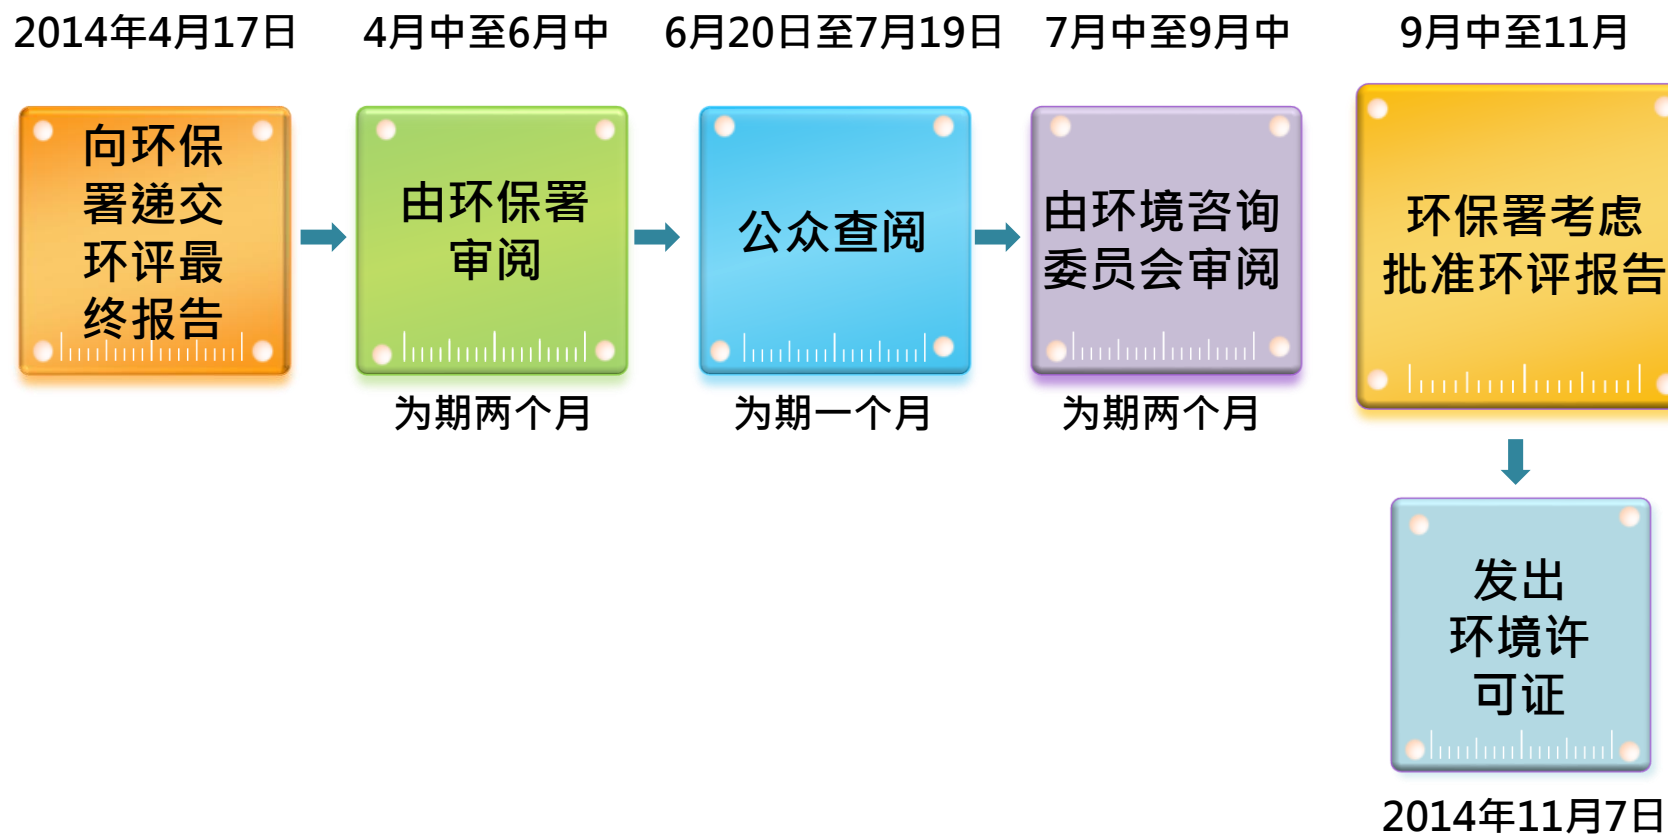 2014年4月17日
4月中至6月中
6月20日至7月19日
7月中至9月中
9月中至11月
向环保
署递交
环评最
终报告
由环保署
审阅
公众查阅
由环境咨询
委员会审阅
环保署考虑
批准环评报告
为期两个月
为期一个月
为期两个月
发出
环境许
可证
2014年11月7日